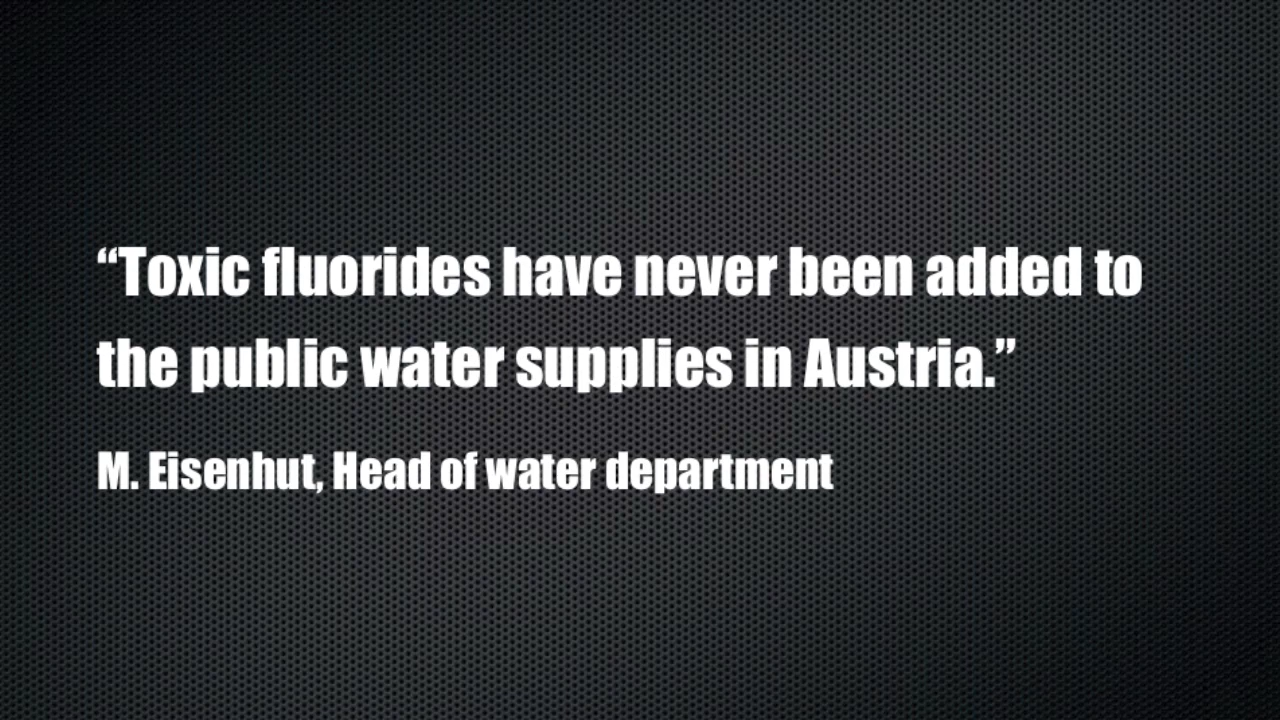 “Toxic fluorides have never been added to
the public water supplies in Austria.”
M. Eisenhut, Head of water department